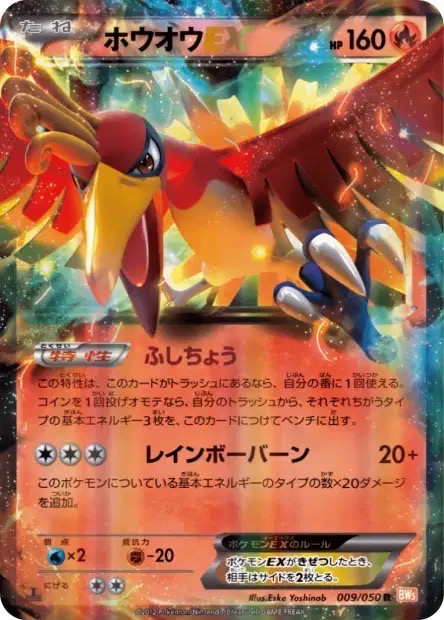 たね ホウオウEX HP160
とくせい
特性 ふしちょう
この特性は、このカードがトラッシュにあるなら、自分の番に1回使える。
コインを1回投げオモテなら、自分のトラッシュから、それぞれちがうタイ
プの基本エネルギー3枚を、このカードにつけてベンチに出す。
レインボーバーン 20+
このポケモンについている基本エネルギーのタイプの数×20ダメージ
を追加。
弱点 抵抗力
×2 -20
ポケモンEXのルール
ポケモンEXがきぜつしたとき、
相手はサイドを2枚とる。
にげる
Illus.Eske Yoshinob 009/050 R BW5
©2012 Pokémon/Nintendo/Creatures/GAME FREAK